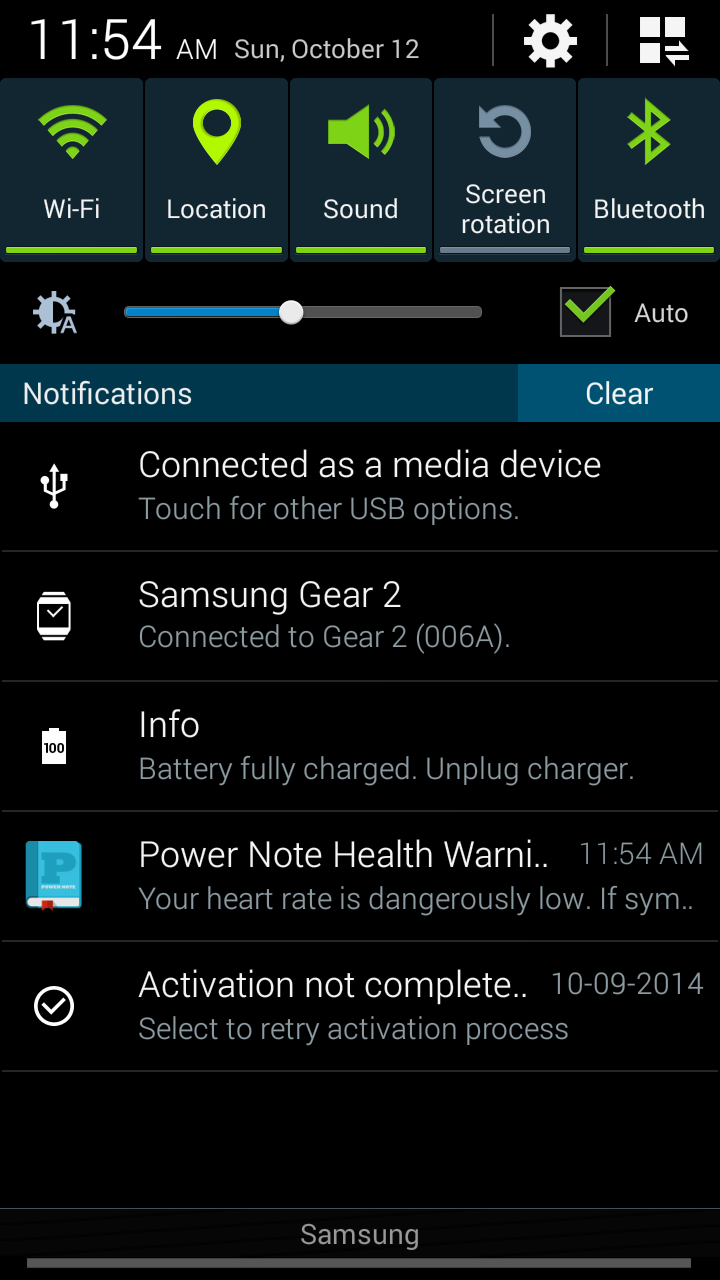 11:54 AM Sun, October 12
Wi-Fi
Location
Sound
Screen
rotation
Bluetooth
A
Auto
Notifications
Clear
Connected as a media device
Touch for other USB options.
Samsung Gear 2
Connected to Gear 2 (006A).
100
Info
Battery fully charged. Unplug charger.
P
POWER NOTE
Power Note Health Warni.. 11:54 AM
Your heart rate is dangerously low. If sym..
Activation not complete.. 10-09-2014
Select to retry activation process
Samsung